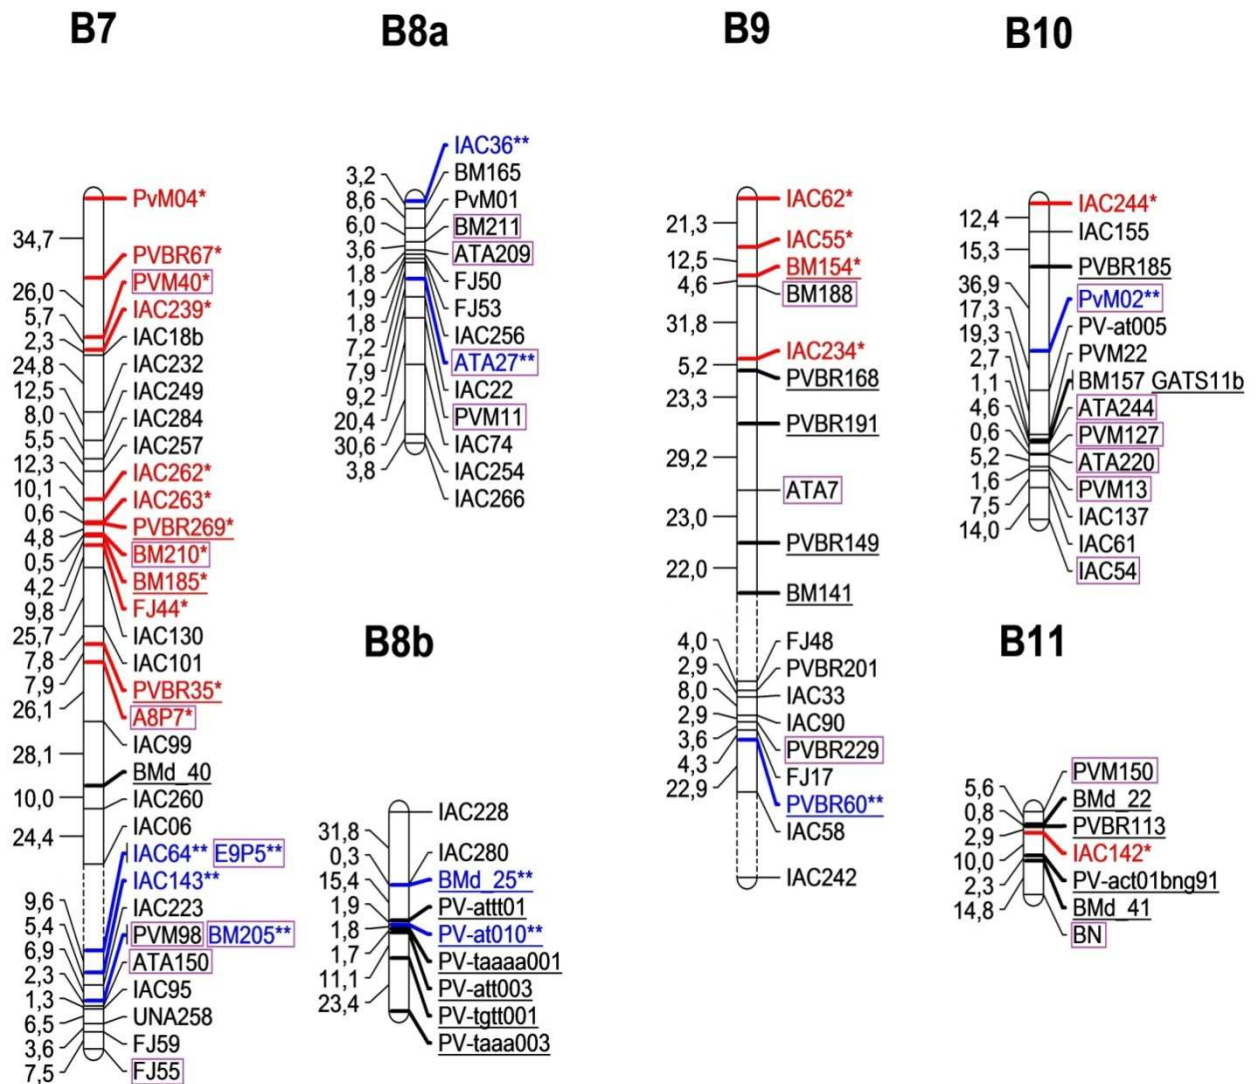 B7
34,7
26,0
5,7
2,3
24,8
12,5
8,0
5,5
12,3
10,1
0,6
4,8
0,5
4,2
9,8
25,7
7,8
7,9
26,1
28,1
10,0
24,4
9,6
5,4
6,9
2,3
1,3
6,5
3,6
7,5
PvM04*
PVBR67*
PVM40*
IAC239*
IAC18b
IAC232
IAC249
IAC284
IAC257
IAC262*
IAC263*
PVBR269*
BM210*
BM185*
FJ44*
IAC130
IAC101
PVBR35*
A8P7*
IAC99
BMd_40
IAC260
IAC06
IAC64** E9P5**
IAC143**
IAC223
PVM98 BM205**
ATA150
IAC95
UNA258
FJ59
FJ55
B8a
3,2
8,6
6,0
3,6
1,8
1,9
1,8
7,2
7,9
9,2
20,4
30,6
3,8
IAC36**
BM165
PvM01
BM211
ATA209
FJ50
FJ53
IAC256
ATA27**
IAC22
PVM11
IAC74
IAC254
IAC266
B8b
31,8
0,3
15,4
1,9
1,8
1,7
11,1
23,4
IAC228
IAC280
BMd_25**
PV-attt01
PV-at010**
PV-taaaa001
PV-att003
PV-tgtt001
PV-taaa003
B9
21,3
12,5
4,6
31,8
5,2
23,3
29,2
23,0
22,0
4,0
2,9
8,0
2,9
3,6
4,3
22,9
IAC62*
IAC55*
BM154*
BM188
IAC234*
PVBR168
PVBR191
ATA7
PVBR149
BM141
FJ48
PVBR201
IAC33
IAC90
PVBR229
FJ17
PVBR60**
IAC58
IAC242
B10
12,4
15,3
36,9
17,3
19,3
2,7
1,1
4,6
0,6
5,2
1,6
7,5
14,0
IAC244*
IAC155
PVBR185
PvM02**
PV-at005
PVM22
BM157 GATS11b
ATA244
PVM127
ATA220
PVM13
IAC137
IAC61
IAC54
B11
5,6
0,8
2,9
10,0
2,3
14,8
PVM150
BMd_22
PVBR113
IAC142*
PV-act01bng91
BMd_41
BN